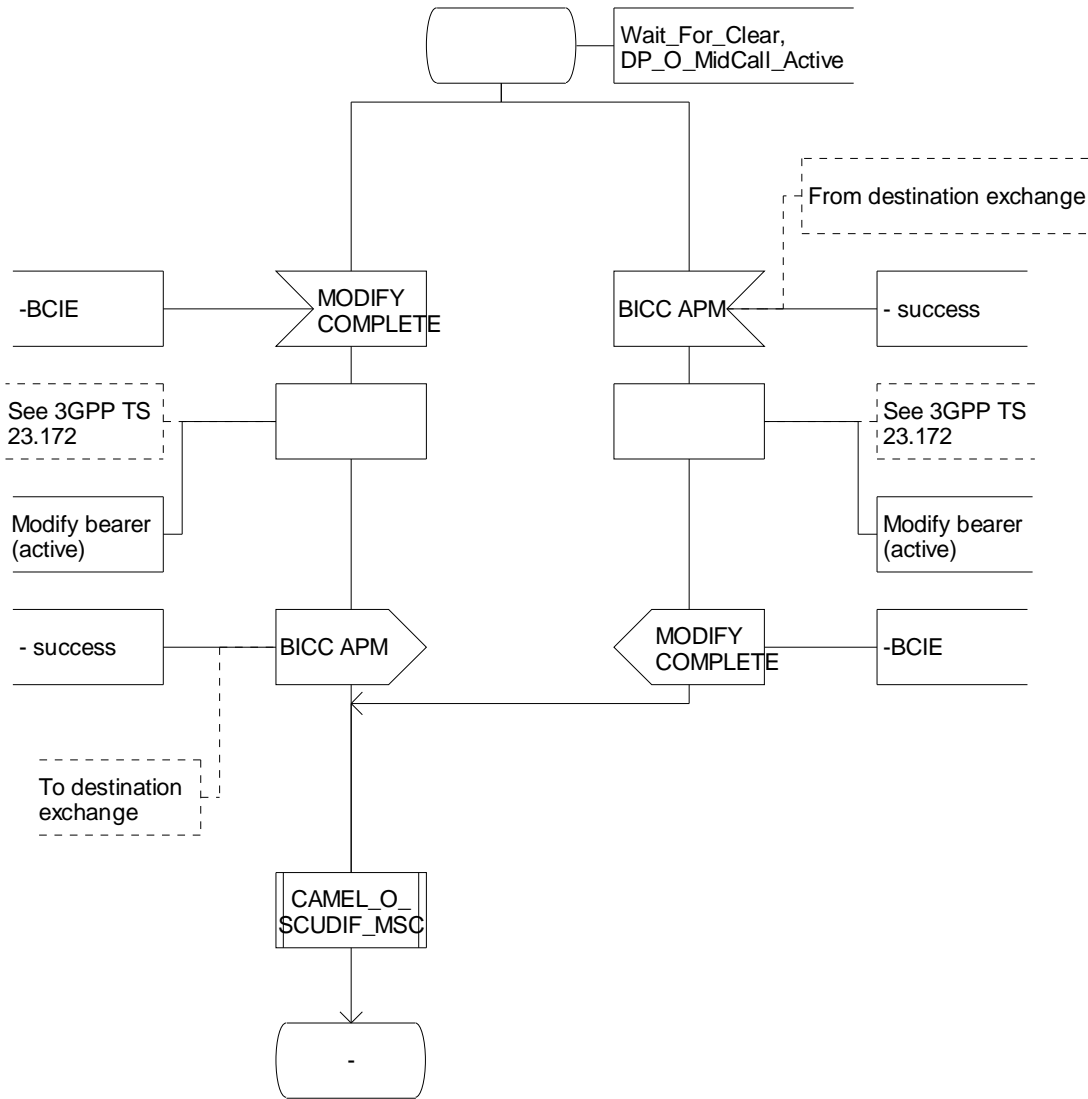 Wait_For_Clear,
DP_O_MidCall_Active
From destination exchange
-BCIE
MODIFY
COMPLETE
BICC APM
- success
See 3GPP TS
23.172
See 3GPP TS
23.172
Modify bearer
(active)
Modify bearer
(active)
- success
BICC APM
MODIFY
COMPLETE
-BCIE
To destination
exchange
CAMEL_O_
SCUDIF_MSC
-